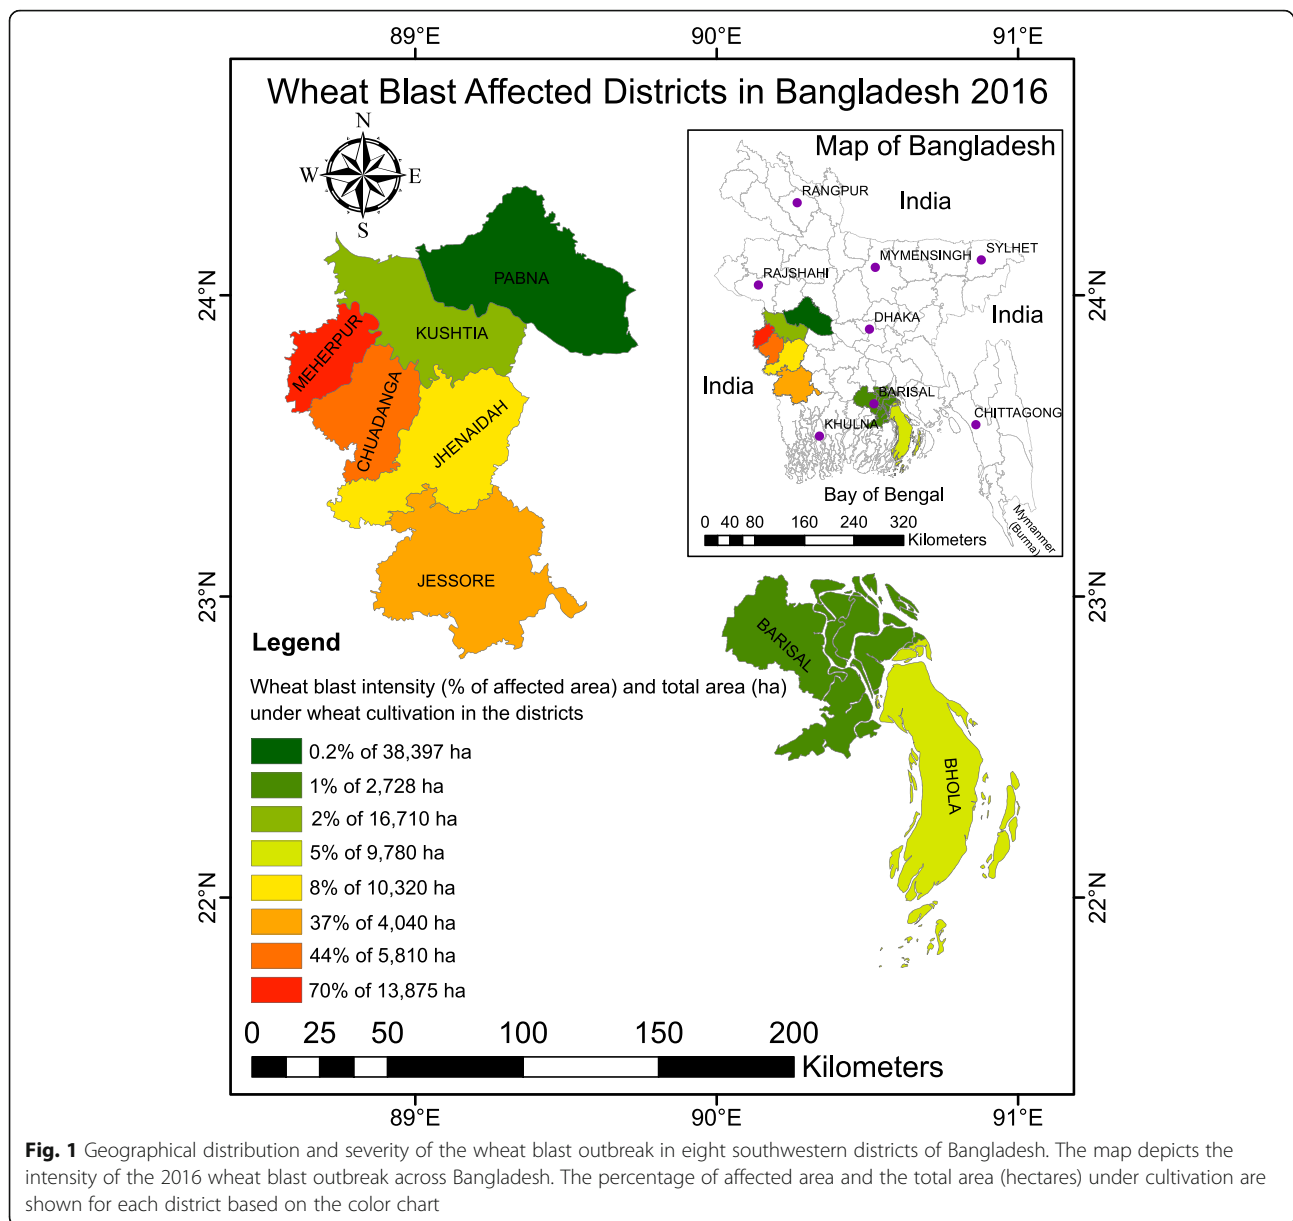 89°E 90°E 91°E
Wheat Blast Affected Districts in Bangladesh 2016
N
W E
S
Map of Bangladesh
RANGPUR
India
SYLHET
MYMENSINGH
RAJSHAHI
DHAKA
India
India
BARISAL
CHITTAGONG
KHULNA
Bay of Bengal
Mymanmer
(Burma)
0 40 80 160 240 320
Kilometers
24°N 24°N
23°N 23°N
22°N 22°N
PABNA
KUSHTIA
MEHERPUR
CHUADANGA
JHENAIDAH
JESSORE
BARISAL
BHOLA
Legend
Wheat blast intensity (% of affected area) and total area (ha)
under wheat cultivation in the districts
0.2% of 38,397 ha
1% of 2,728 ha
2% of 16,710 ha
5% of 9,780 ha
8% of 10,320 ha
37% of 4,040 ha
44% of 5,810 ha
70% of 13,875 ha
0 25 50 100 150 200
Kilometers
89°E 90°E 91°E
Fig. 1 Geographical distribution and severity of the wheat blast outbreak in eight southwestern districts of Bangladesh. The map depicts the
intensity of the 2016 wheat blast outbreak across Bangladesh. The percentage of affected area and the total area (hectares) under cultivation are
shown for each district based on the color chart